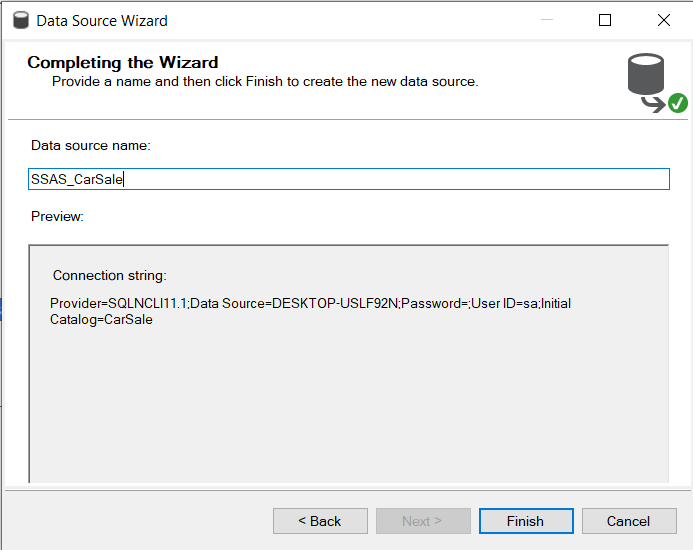 Data Source Wizard
Completing the Wizard
Provide a name and then click Finish to create the new data source.
Data source name:
SSAS_CarSale
Preview:
Connection string:
Provider=SQLNCLI11.1;Data Source=DESKTOP-USLF92N;Password=;User ID=sa;Initial
Catalog=CarSale
< Back
Next >
Finish
Cancel